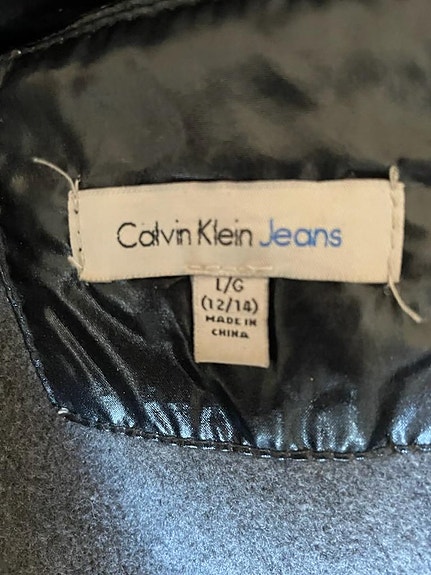 Calvin Klein Jeans
L/G
(12/14)
MADE IN
CHINA